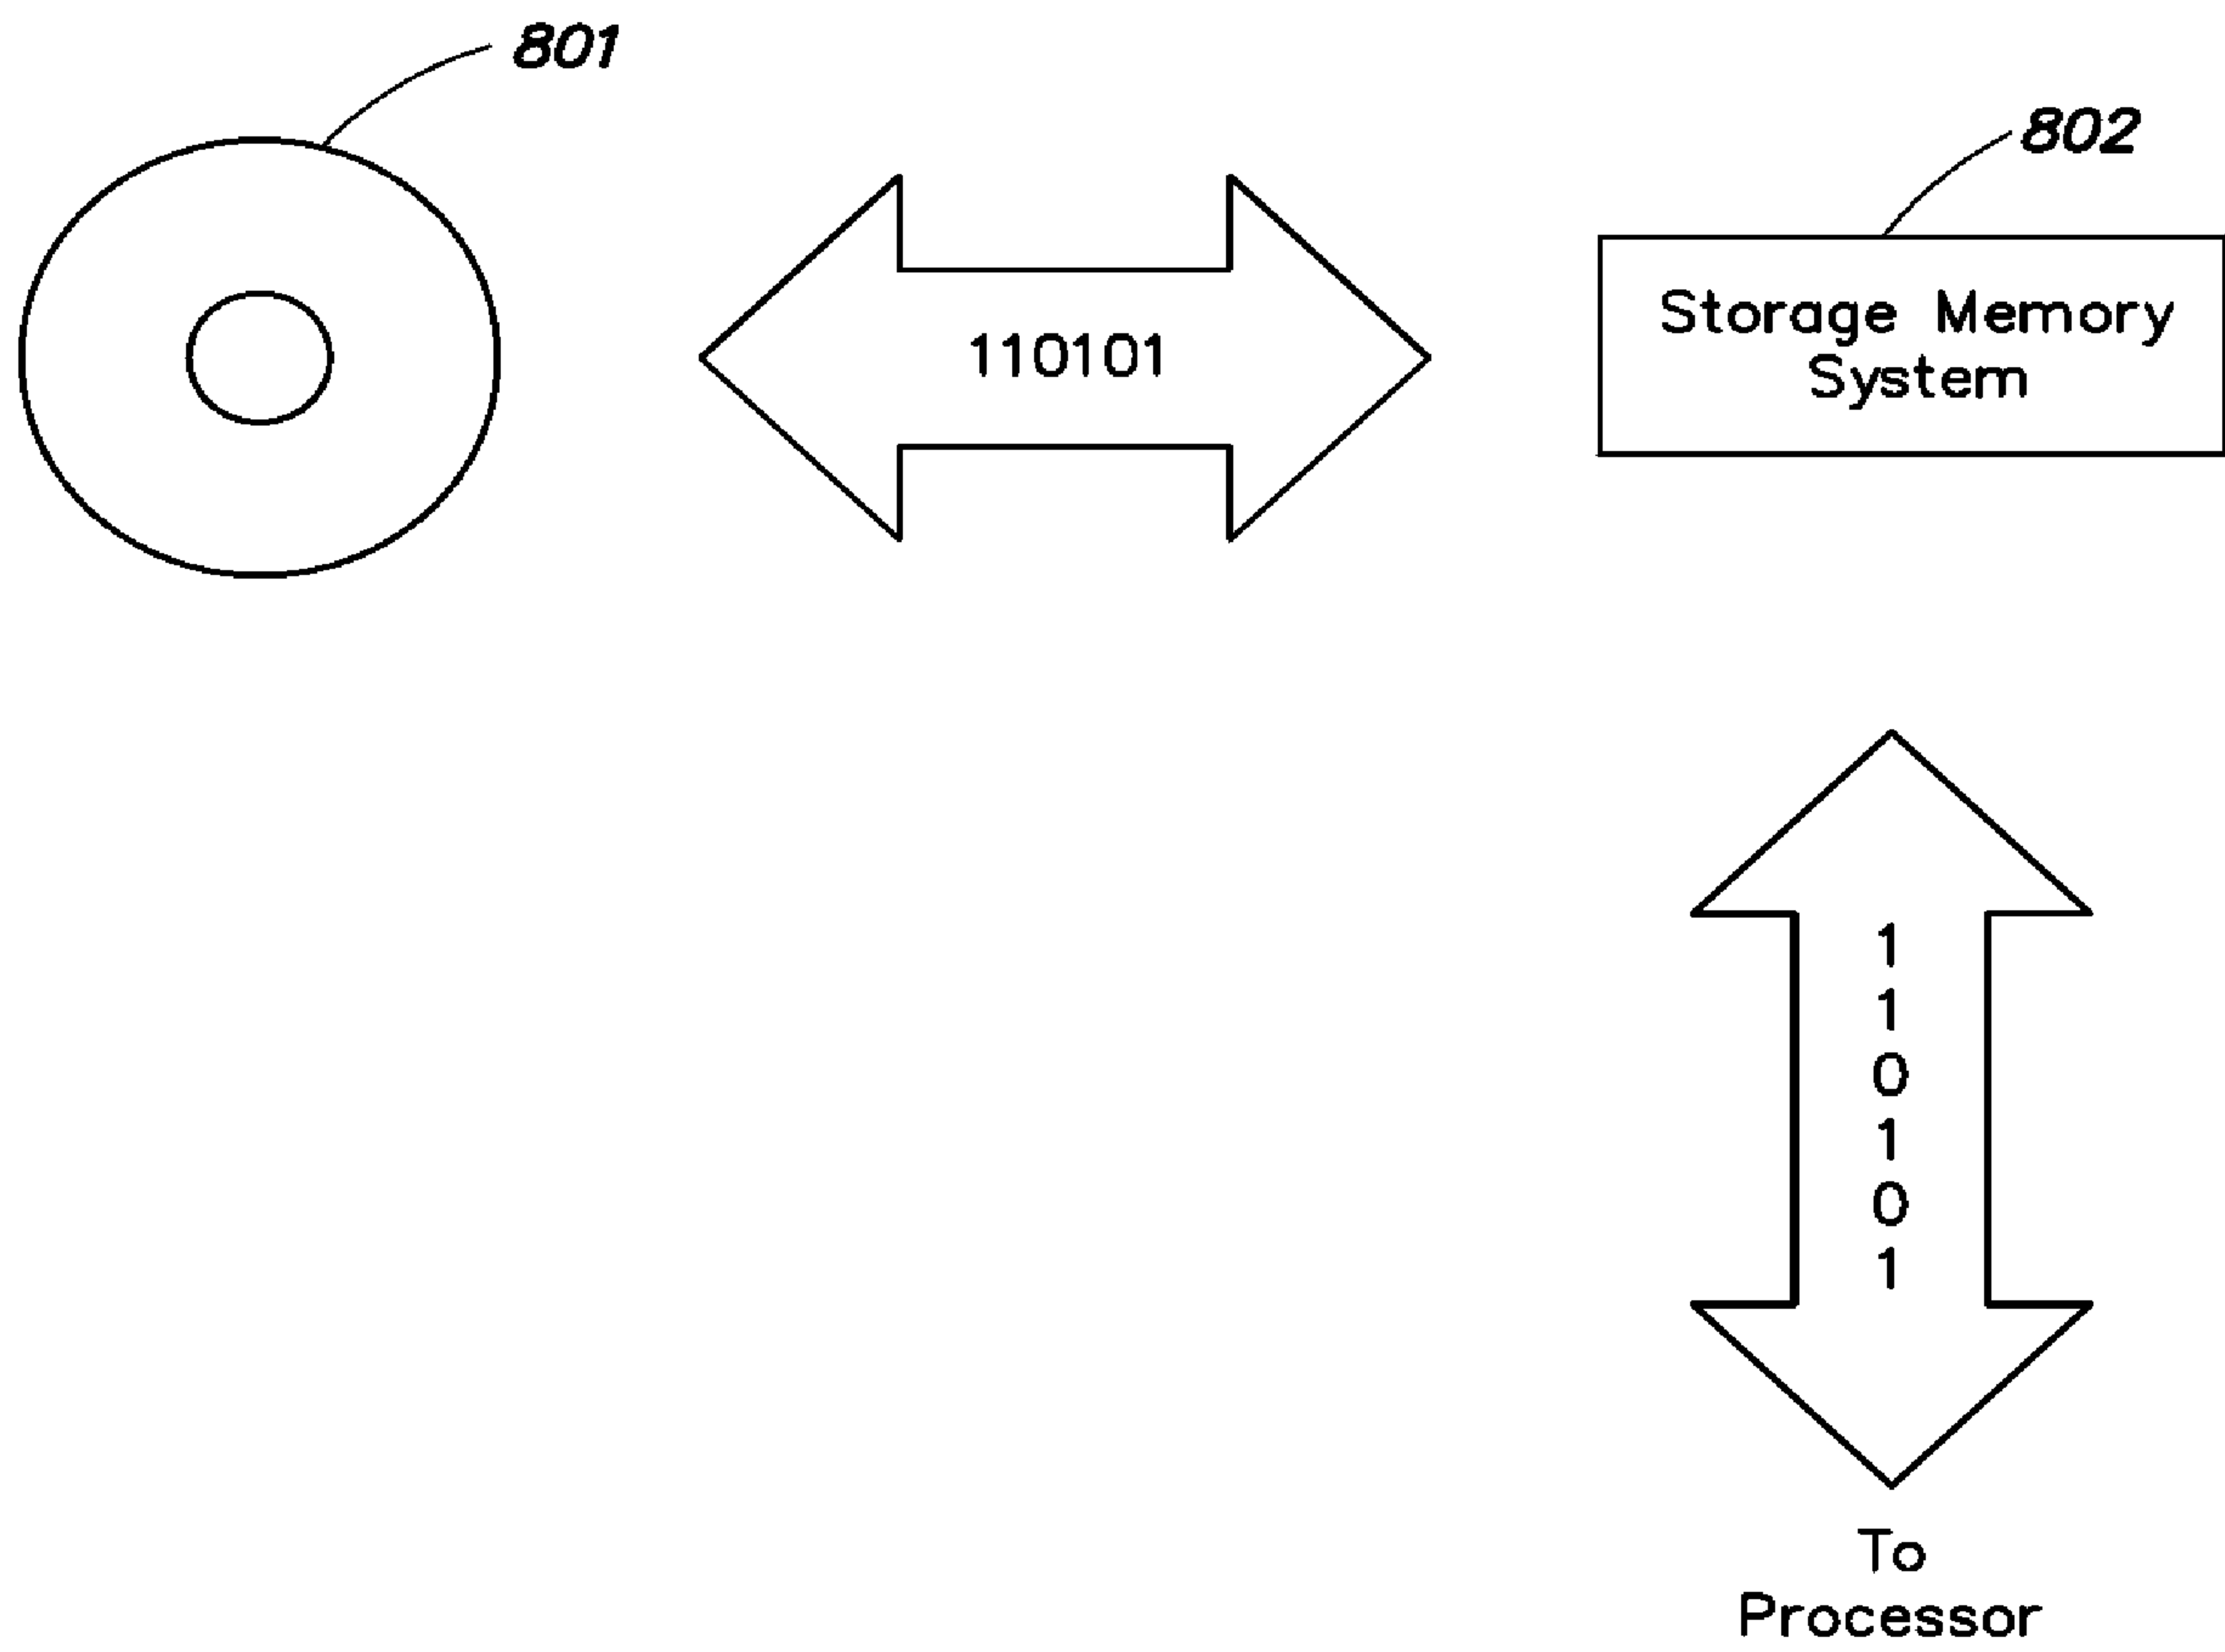 801
802
110101
Storage Memory
System
1
1
0
1
0
1
To
Processor